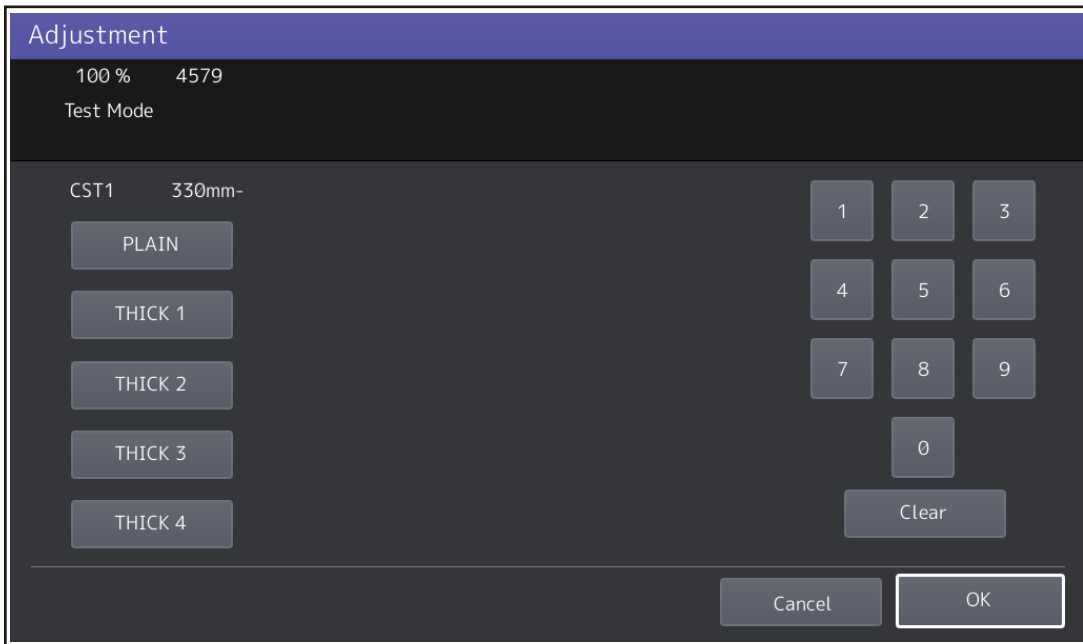 Adjustment
100 % 4579
Test Mode
CST1 330mm-
PLAIN
THICK 1
THICK 2
THICK 3
THICK 4
1 2 3
4 5 6
7 8 9
0
Clear
Cancel OK